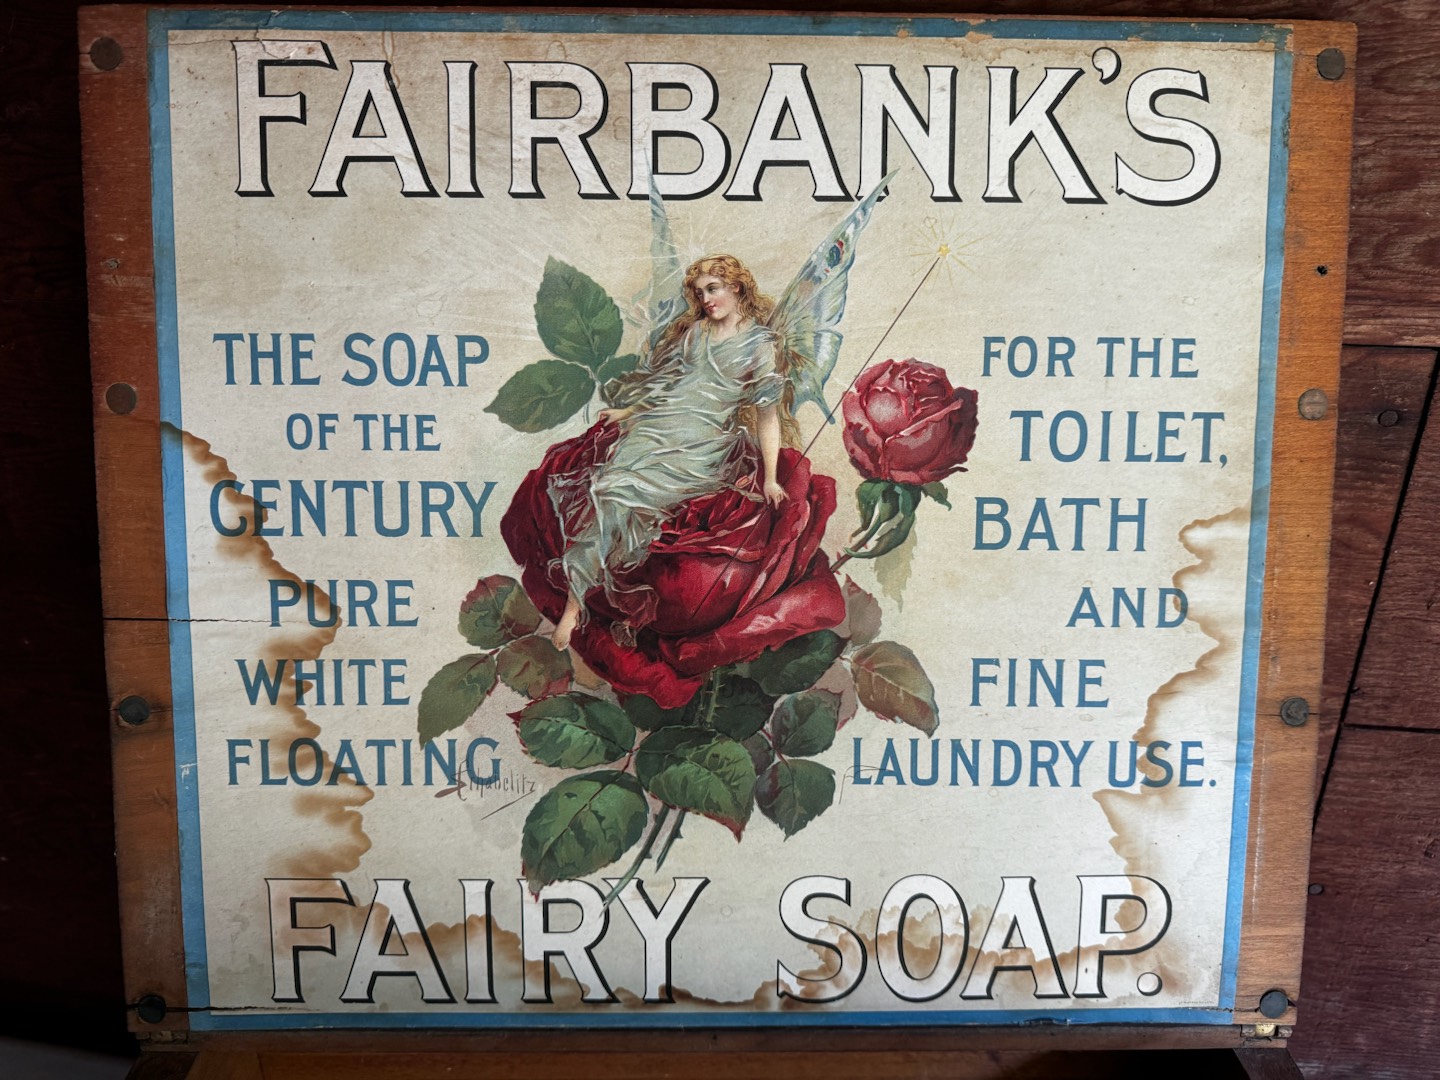 FAIRBANK'S
THE SOAP
OF THE
CENTURY
PURE
WHITE
FLOATING
FOR THE
TOILET,
BATH
AND
FINE
LAUNDRY USE.
FAIRY SOAP.